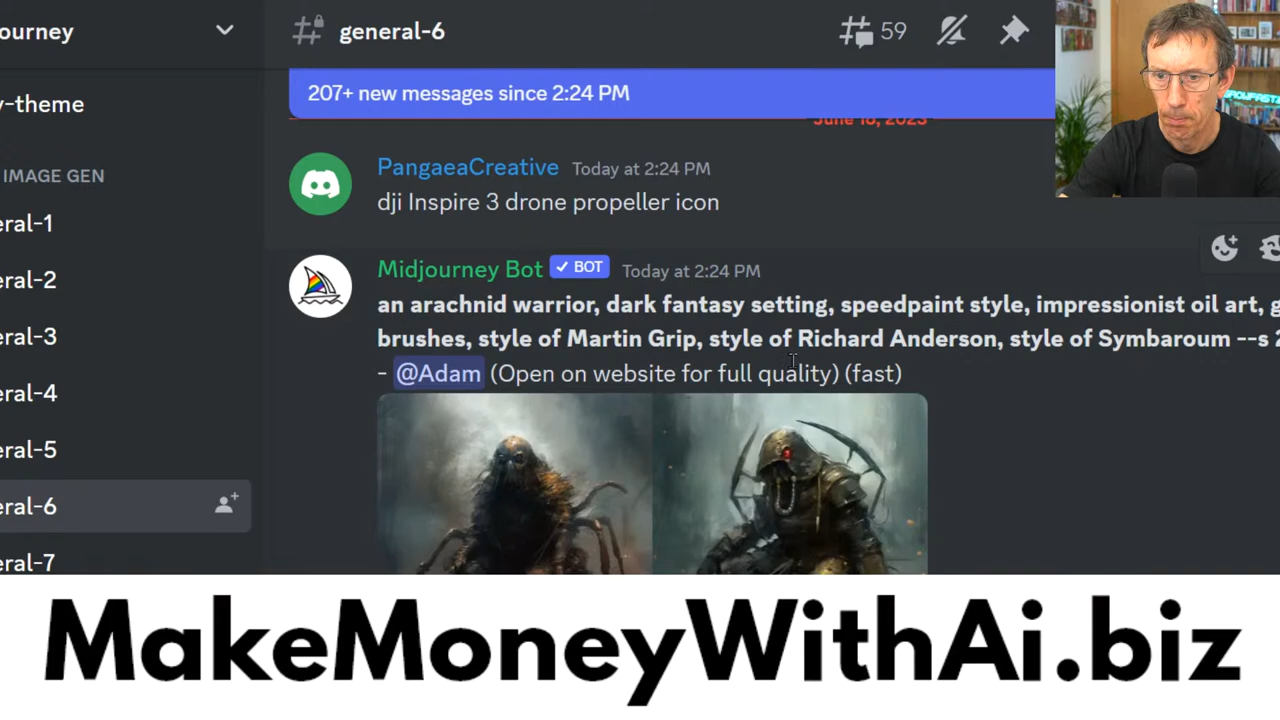 ourney
general-6
59
y-theme
207+ new messages since 2:24 PM
June 16, 2023
IMAGE GEN
PangaeaCreative Today at 2:24 PM
dji Inspire 3 drone propeller icon
eral-1
eral-2
Midjourney Bot ✓ BOT Today at 2:24 PM
an arachnid warrior, dark fantasy setting, speedpaint style, impressionist oil art, g
eral-3
brushes, style of Martin Grip, style of Richard Anderson, style of Symbaroum --s 2
- @Adam (Open on website for full quality) (fast)
eral-4
eral-5
eral-6
eral-7
MakeMoneyWithAi.biz